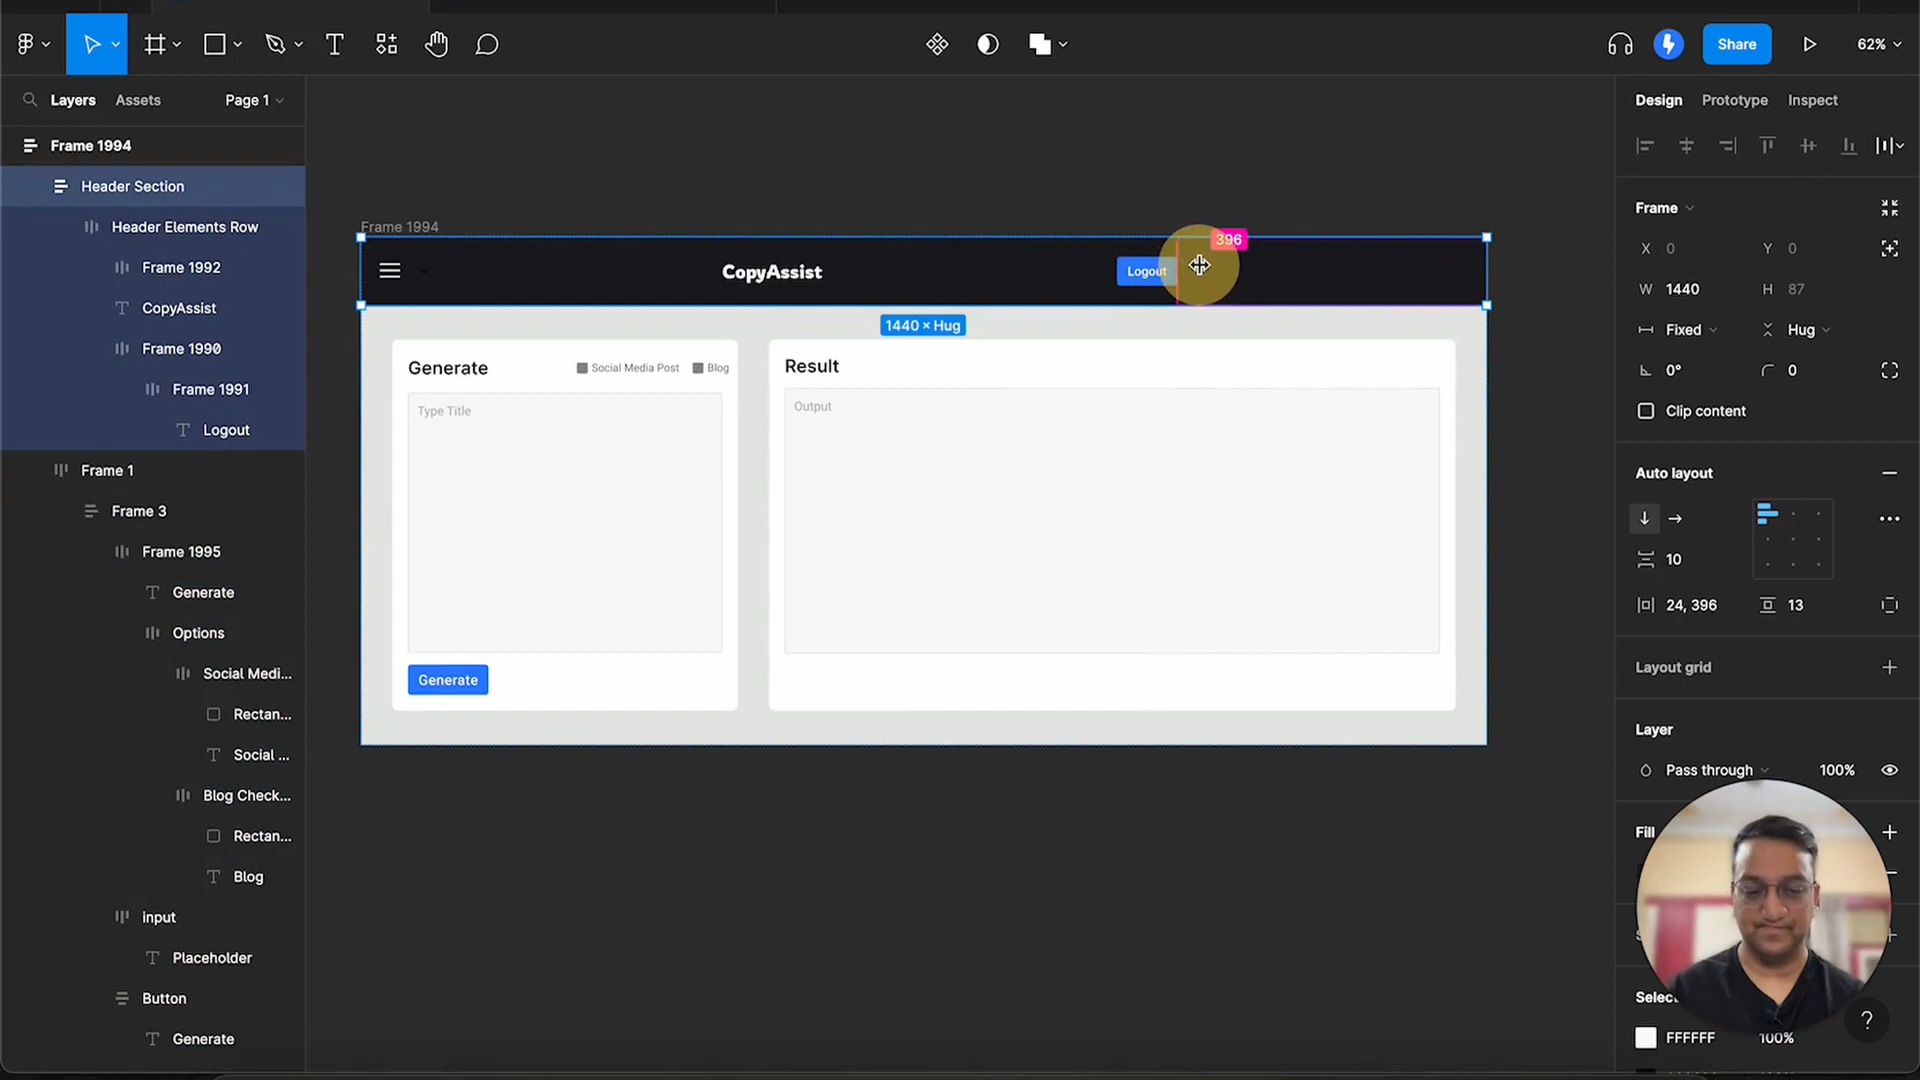 Share
62%
Layers
Assets
Page 1
Frame 1994
Header Section
Header Elements Row
Frame 1992
CopyAssist
Frame 1990
Frame 1991
Logout
Frame 1
Frame 3
Frame 1995
Generate
Options
Social Medi...
Rectan...
Social ...
Blog Check...
Rectan...
Blog
input
Placeholder
Button
Generate
Frame 1994
396
CopyAssist
Logout
1440 × Hug
Generate
Social Media Post
Blog
Type Title
Generate
Result
Output
Design
Prototype
Inspect
Frame
X 0
Y 0
W 1440
H 87
Fixed
Hug
0°
0
Clip content
Auto layout
10
24, 396
13
Layout grid
Layer
Pass through
100%
Fill
Selec
FFFFFF
100%
?